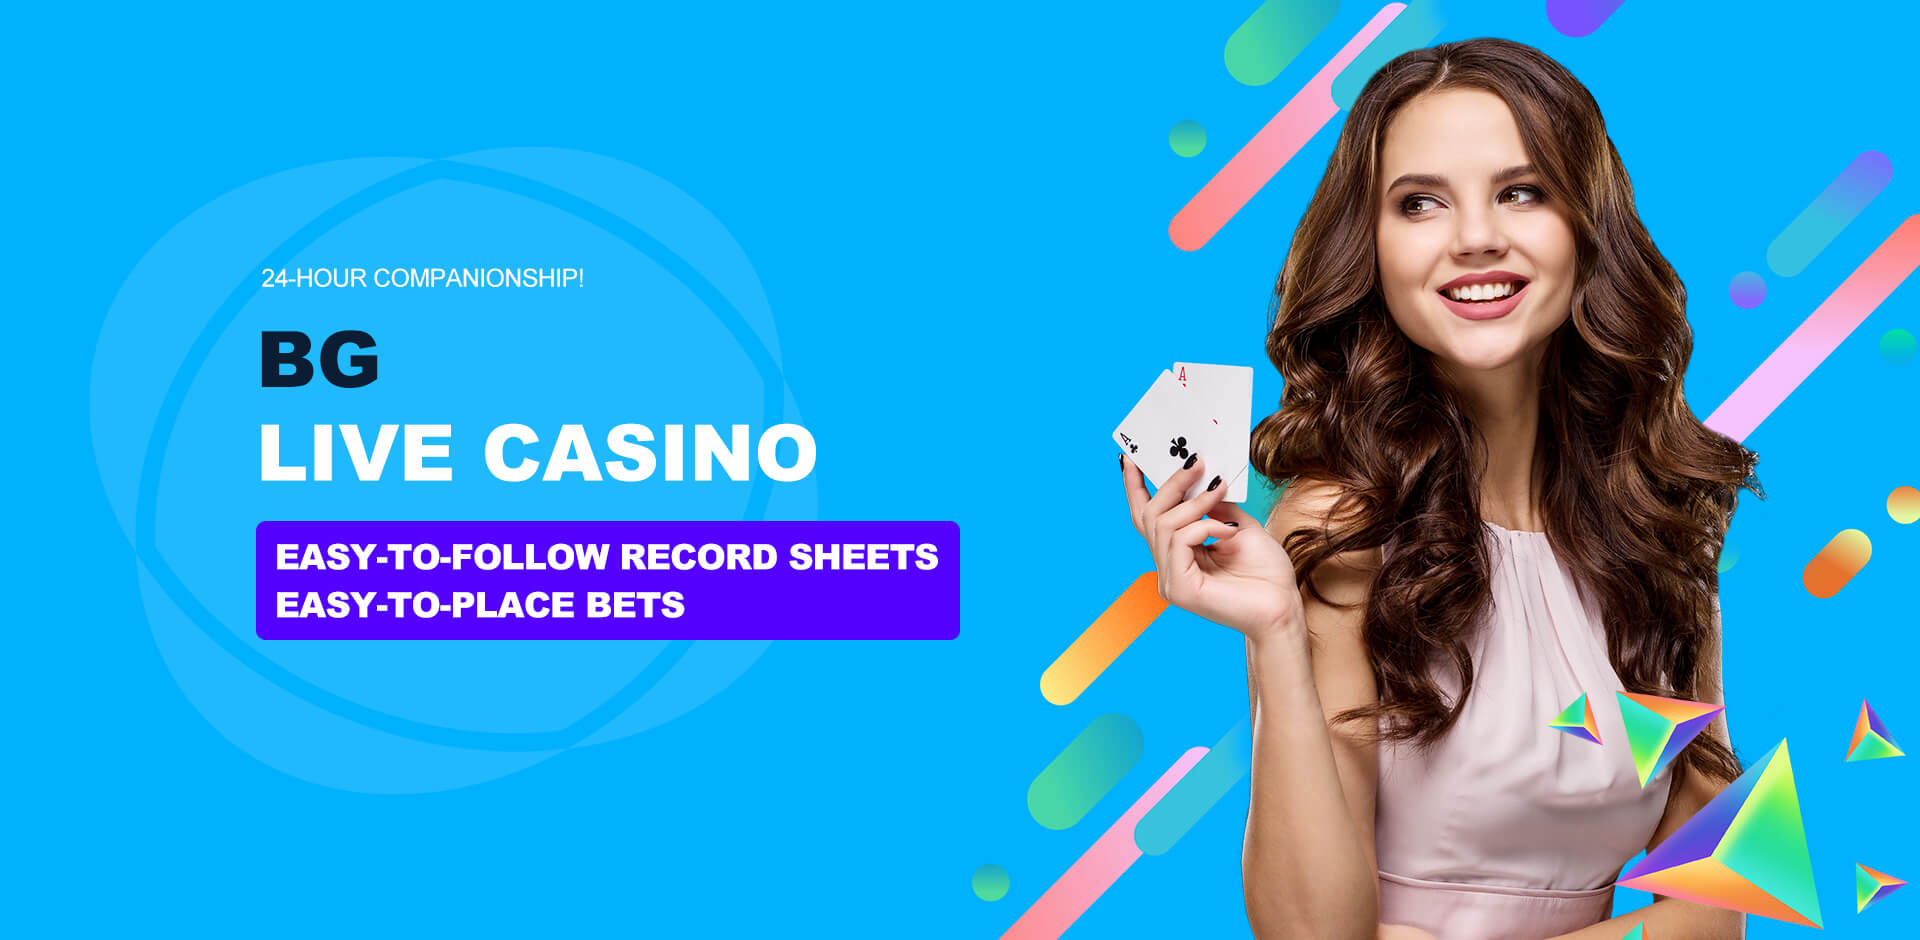 24-HOUR COMPANIONSHIP!
BG
LIVE CASINO
EASY-TO-FOLLOW RECORD SHEETS
EASY-TO-PLACE BETS
A
A